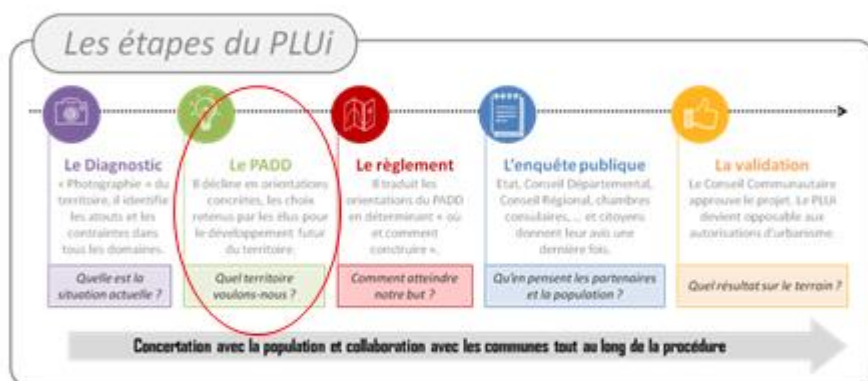 Les étapes du PLUi
Le Diagnostic
« Photographie » du
territoire, il identifie
les atouts et les
contraintes dans
tous les domaines.
Quelle est la
situation actuelle ?
Le PADD
Il décline en orientations
concrètes, les choix
retenus par les élus pour
le développement futur
du territoire.
Quel territoire
voulons-nous ?
Le règlement
Il traduit les
orientations du PADD
en déterminant « où
et comment
construire ».
Comment atteindre
notre but ?
L'enquête publique
Etat, Conseil Départemental,
Conseil Régional, chambres
consulaires, ... et citoyens
donnent leur avis une
dernière fois.
Qu'en pensent les partenaires
et la population ?
La validation
Le Conseil Communautaire
approuve le projet. Le PLUi
devient opposable aux
autorisations d'urbanisme.
Quel résultat sur le terrain ?
Concertation avec la population et collaboration avec les communes tout au long de la procédure